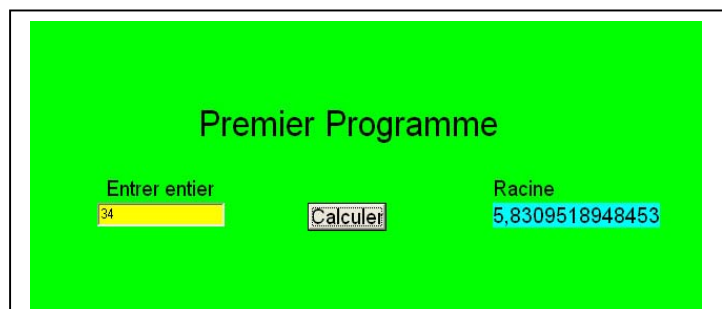 Premier Programme
Entrer entier
Racine
34
Calculer
5,8309518948453